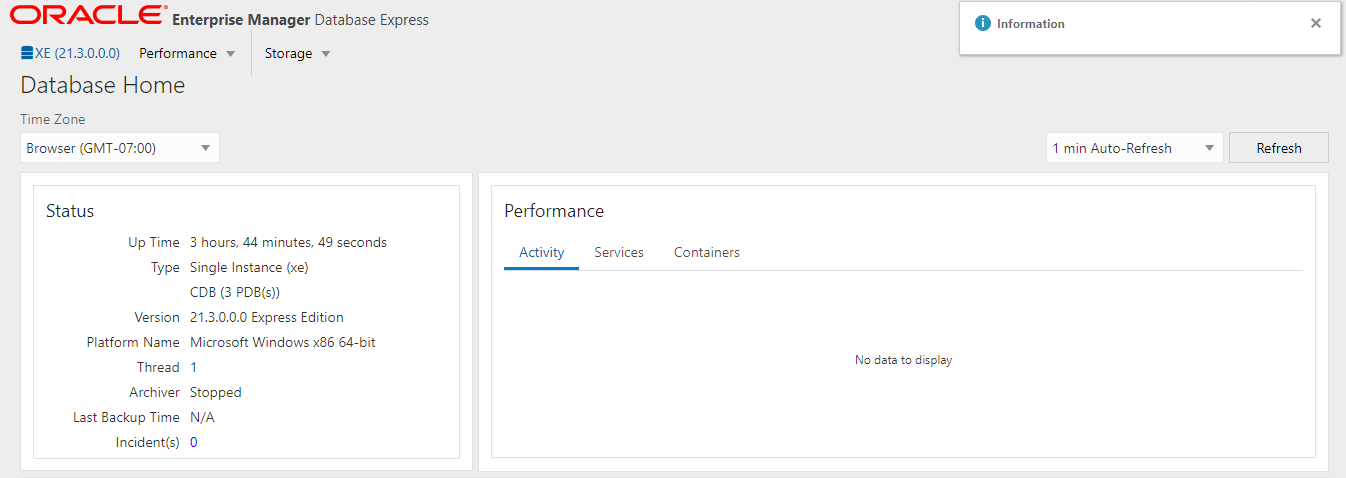 ORACLE Enterprise Manager Database Express
Information
XE (21.3.0.0.0) Performance Storage
Database Home
Time Zone
Browser (GMT-07:00) 1 min Auto-Refresh Refresh
Status
Up Time 3 hours, 44 minutes, 49 seconds
Type Single Instance (xe)
CDB (3 PDB(s))
Version 21.3.0.0.0 Express Edition
Platform Name Microsoft Windows x86 64-bit
Thread 1
Archiver Stopped
Last Backup Time N/A
Incident(s) 0
Performance
Activity Services Containers
No data to display